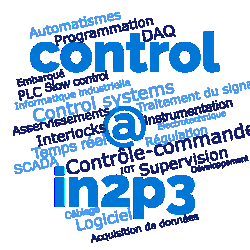 Automatismes
Programmation
DAQ
control
Embarqué
PLC Slow control
Informatique industrielle
Control systems
Traitement du signa
Asservissements
@
Instrumentation
Électrotechnique
Interlocks
Régulation
Temps réel
Contrôle-commande
SCADA
IOT
Supervision
Développement
in2p3
Câblage
Logiciel
Acquisition de données